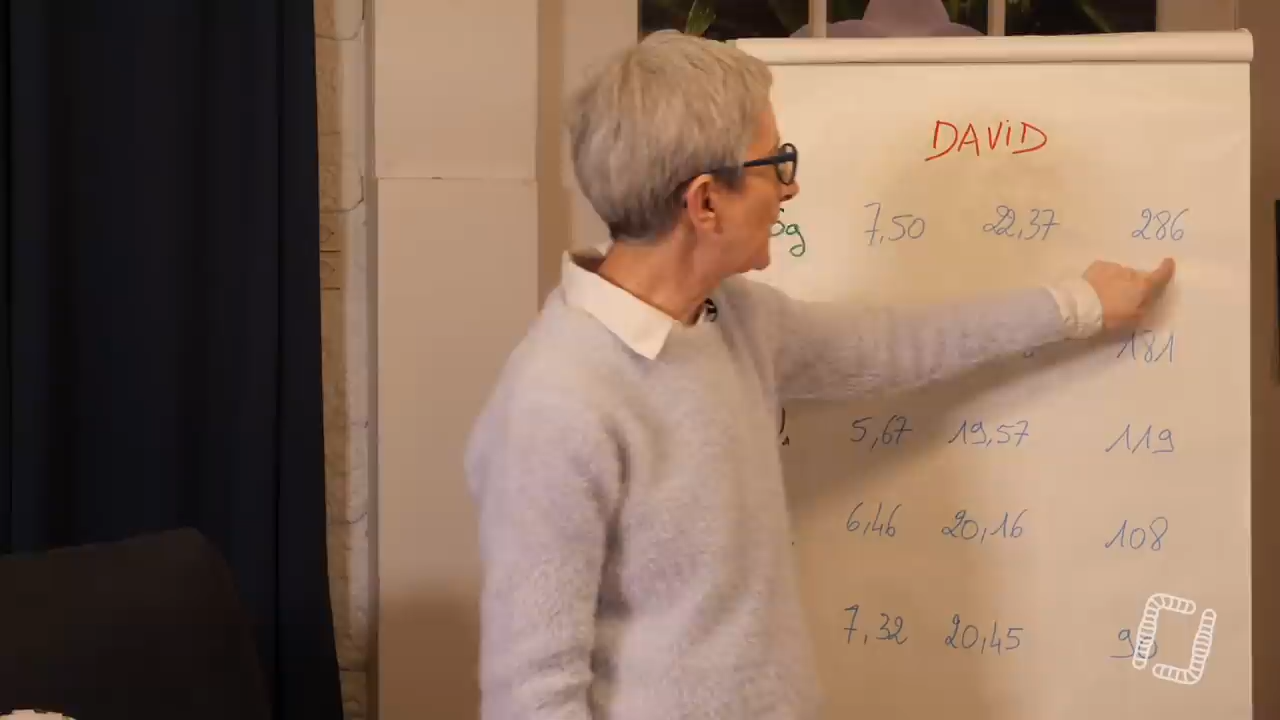 DAViD
7,50 22,37 286
181
5,67 19,57 119
6,46 20,16 108
7,32 20,45